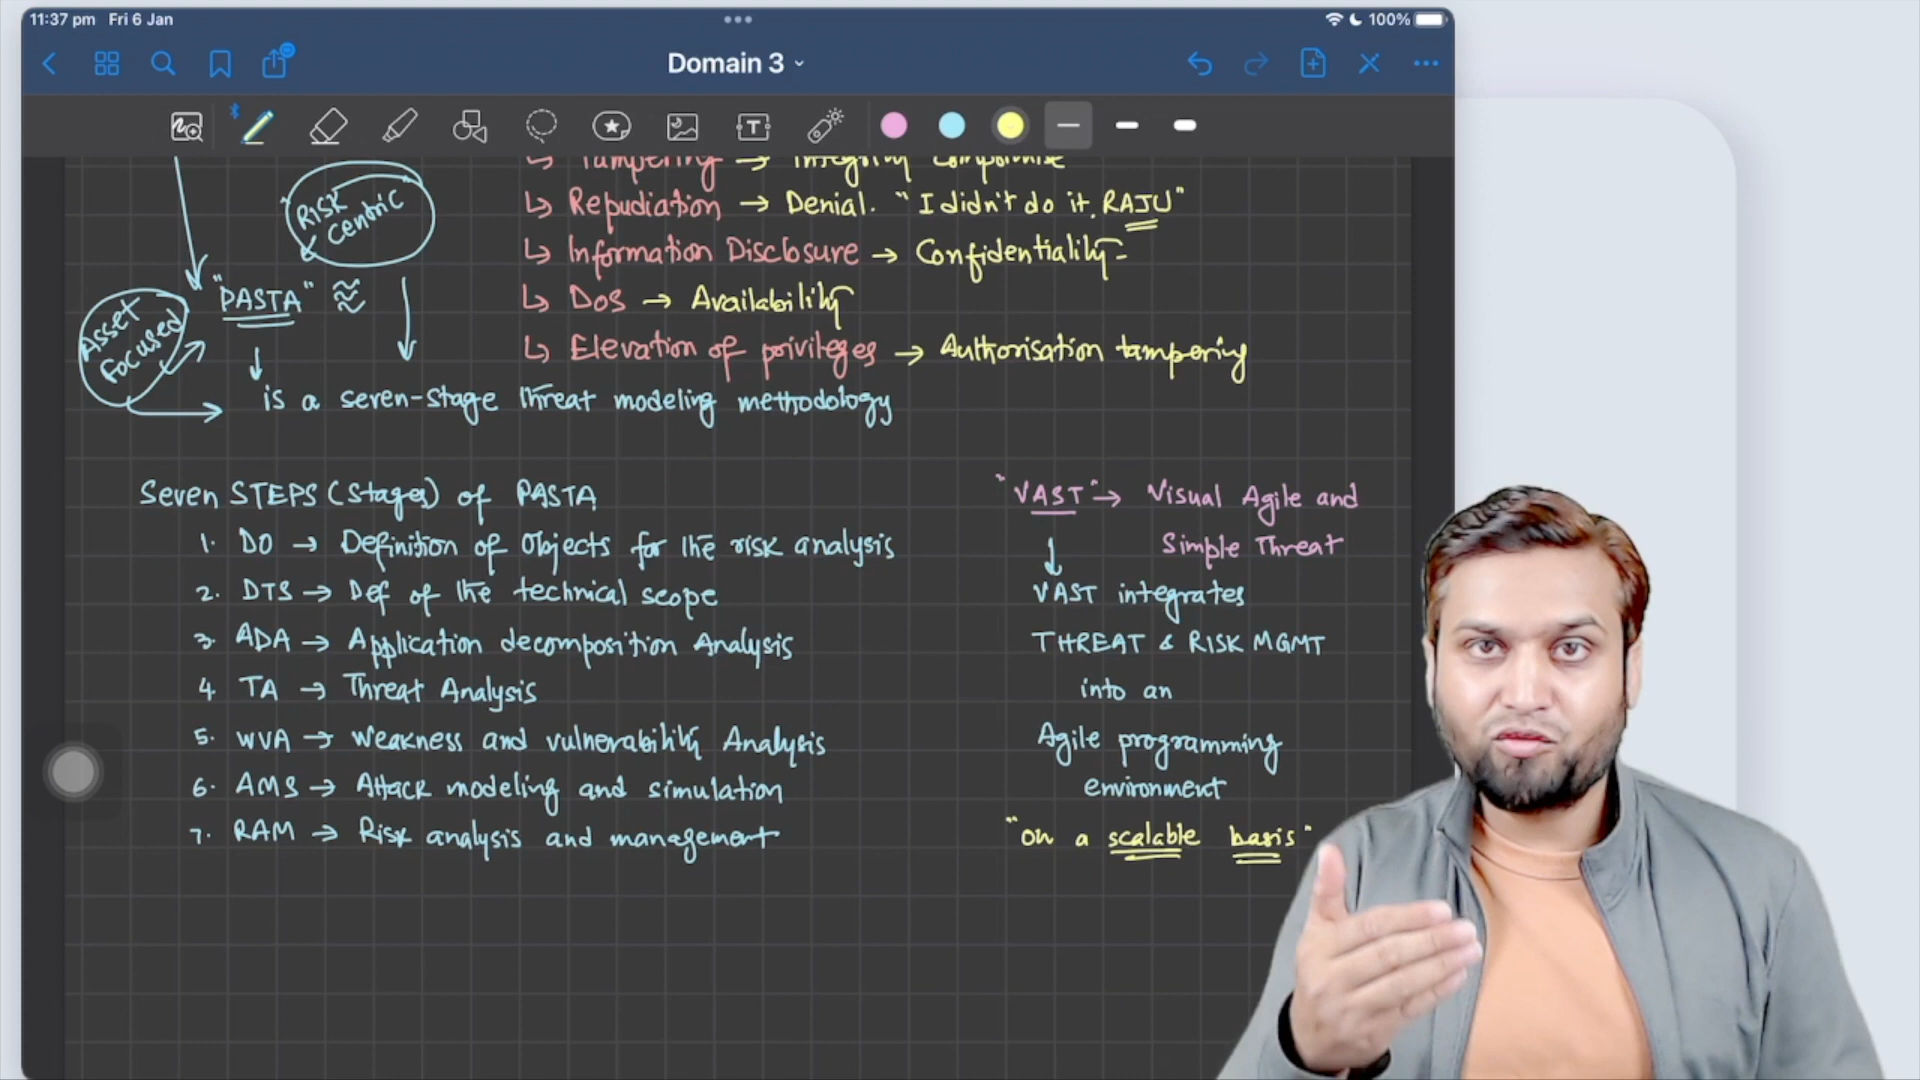 11:37 pm Fri 6 Jan
100%
Domain 3
Tampering → Integrity compromise
Repudiation → Denial. "I didn't do it. RAJU"
Information Disclosure → Confidentiality
DoS → Availability
Elevation of privileges → Authorisation tampering
"Risk Centric"
"PASTA"
Asset Focused
is a seven-stage threat modeling methodology
Seven STEPS (Stages) of PASTA
1. DO → Definition of Objects for the risk analysis
2. DTS → Def of the technical scope
3. ADA → Application decomposition Analysis
4. TA → Threat Analysis
5. WVA → Weakness and vulnerability Analysis
6. AMS → Attack modeling and simulation
7. RAM → Risk analysis and management
"VAST" → Visual Agile and
Simple Threat
VAST integrates
THREAT & RISK MGMT
into an
Agile programming
environment
"on a scalable basis"